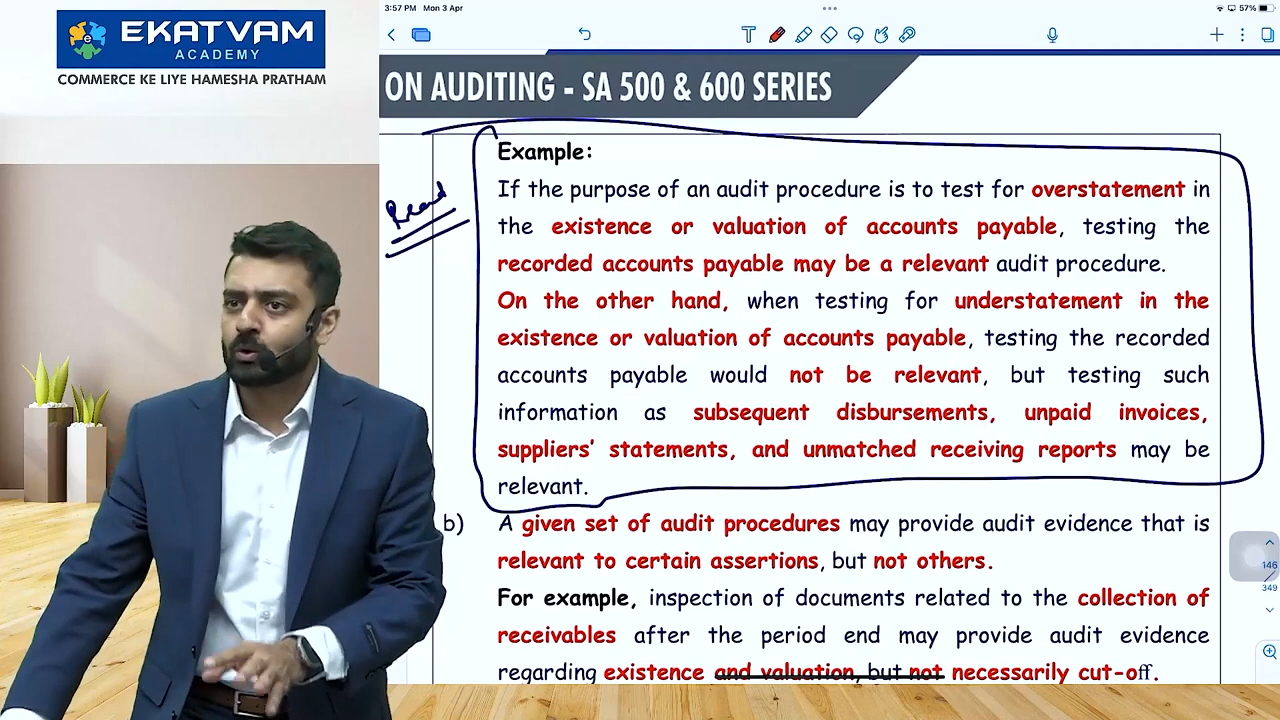 EKATVAM
ACADEMY
COMMERCE KE LIYE HAMESHA PRATHAM
3:57 PM Mon 3 Apr
57%
ON AUDITING - SA 500 & 600 SERIES
Read
Example:
If the purpose of an audit procedure is to test for overstatement in
the existence or valuation of accounts payable, testing the
recorded accounts payable may be a relevant audit procedure.
On the other hand, when testing for understatement in the
existence or valuation of accounts payable, testing the recorded
accounts payable would not be relevant, but testing such
information as subsequent disbursements, unpaid invoices,
suppliers' statements, and unmatched receiving reports may be
relevant.
b) A given set of audit procedures may provide audit evidence that is
relevant to certain assertions, but not others.
For example, inspection of documents related to the collection of
receivables after the period end may provide audit evidence
regarding existence and valuation, but not necessarily cut-off.
146
349